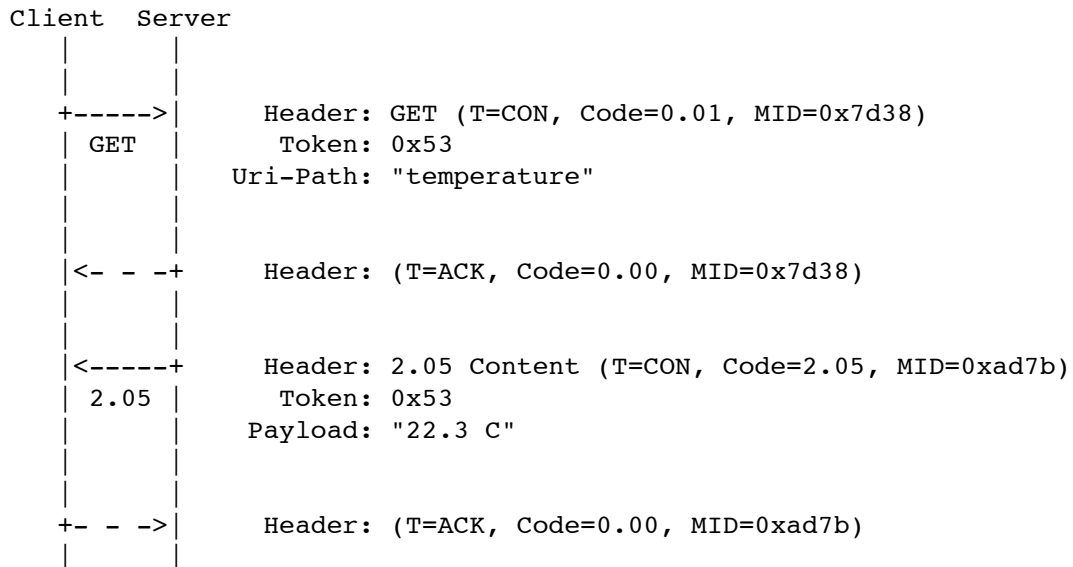 Client  Server
   |      |
   |      |
   +----->|     Header: GET (T=CON, Code=0.01, MID=0x7d38)
   | GET  |      Token: 0x53
   |      |   Uri-Path: "temperature"
   |      |
   |      |
   |<- - -+     Header: (T=ACK, Code=0.00, MID=0x7d38)
   |      |
   |      |
   |<-----+     Header: 2.05 Content (T=CON, Code=2.05, MID=0xad7b)
   | 2.05 |      Token: 0x53
   |      |    Payload: "22.3 C"
   |      |
   |      |
   +- - ->|     Header: (T=ACK, Code=0.00, MID=0xad7b)
   |      |